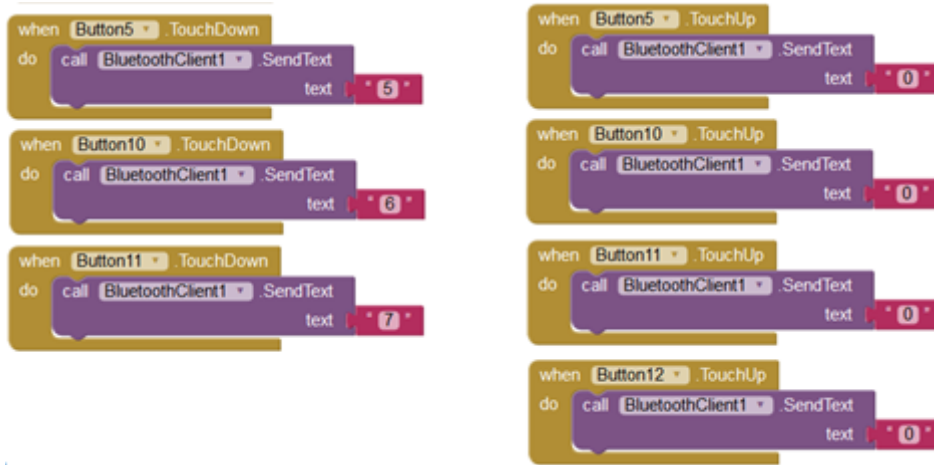 when Button5 .TouchDown
do call BluetoothClient1 .SendText
text "5"
when Button10 .TouchDown
do call BluetoothClient1 .SendText
text "6"
when Button11 .TouchDown
do call BluetoothClient1 .SendText
text "7"
when Button5 .TouchUp
do call BluetoothClient1 .SendText
text "0"
when Button10 .TouchUp
do call BluetoothClient1 .SendText
text "0"
when Button11 .TouchUp
do call BluetoothClient1 .SendText
text "0"
when Button12 .TouchUp
do call BluetoothClient1 .SendText
text "0"